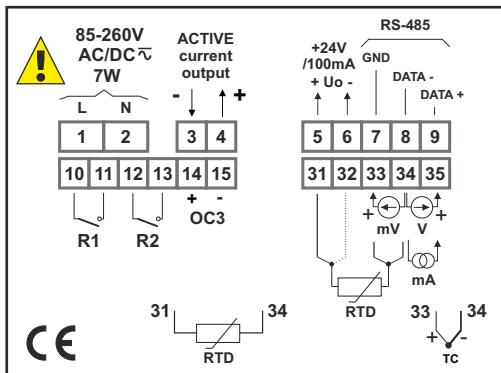 85-260V
AC/DC
7W
L N
ACTIVE
current
output
- +
+24V
/100mA
+ Uo -
RS-485
GND
DATA -
DATA +
1 2 3 4 5 6 7 8 9
10 11 12 13 14 15 31 32 33 34 35
R1 R2
+ -
OC3
+ + +
mV V
mA
RTD
31 34
RTD
33 34
+ -
TC
CE